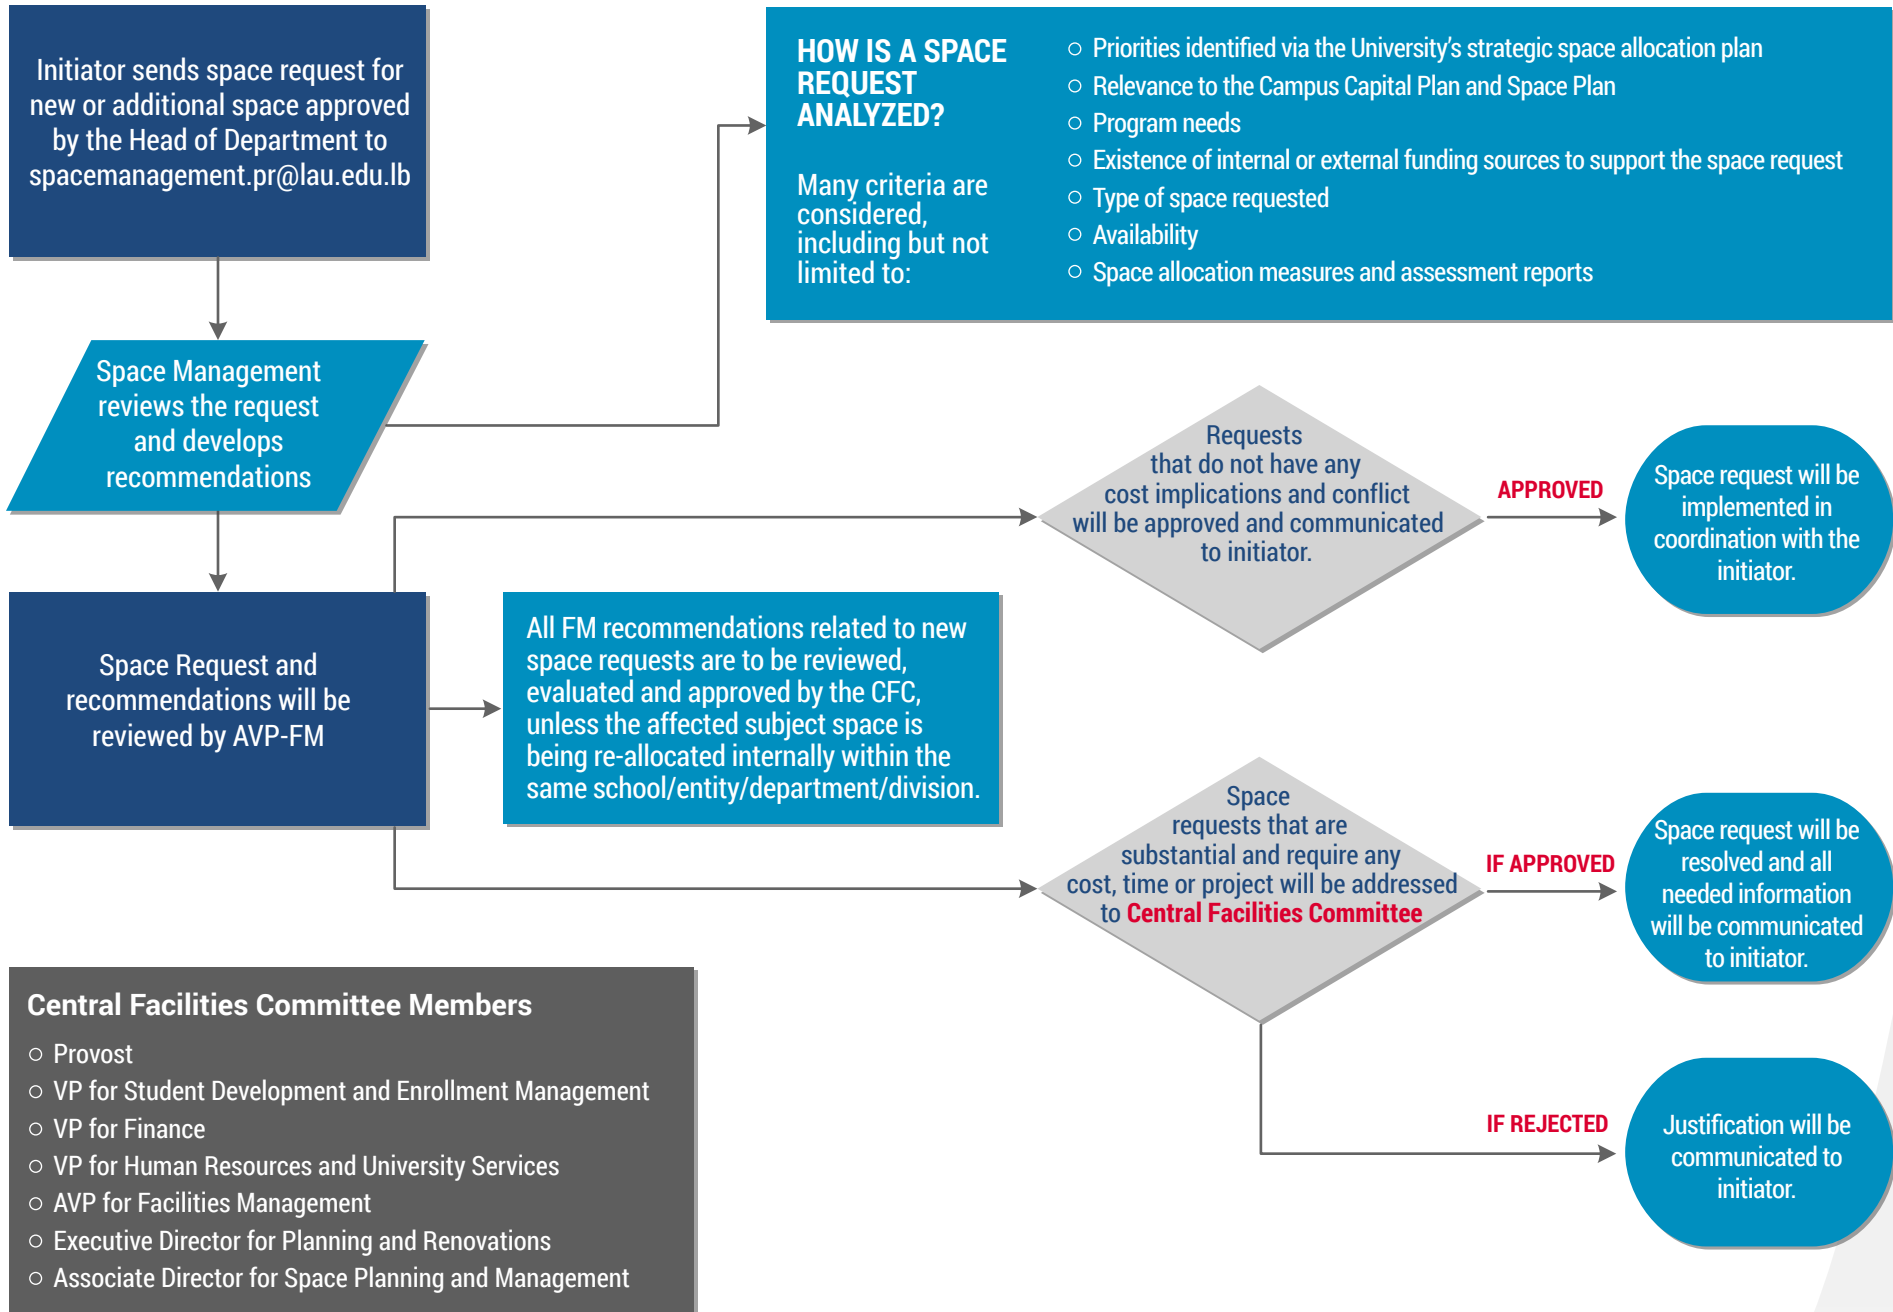 Initiator sends space request for
new or additional space approved
by the Head of Department to
spacemanagement.pr@lau.edu.lb
HOW IS A SPACE
REQUEST
ANALYZED?
Many criteria are
considered,
including but not
limited to:
○ Priorities identified via the University's strategic space allocation plan
○ Relevance to the Campus Capital Plan and Space Plan
○ Program needs
○ Existence of internal or external funding sources to support the space request
○ Type of space requested
○ Availability
○ Space allocation measures and assessment reports
Space Management
reviews the request
and develops
recommendations
Requests
that do not have any
cost implications and conflict
will be approved and communicated
to initiator.
APPROVED
Space request will be
implemented in
coordination with the
initiator.
Space Request and
recommendations will be
reviewed by AVP-FM
All FM recommendations related to new
space requests are to be reviewed,
evaluated and approved by the CFC,
unless the affected subject space is
being re-allocated internally within the
same school/entity/department/division.
Space
requests that are
substantial and require any
cost, time or project will be addressed
to Central Facilities Committee
IF APPROVED
Space request will be
resolved and all
needed information
will be communicated
to initiator.
IF REJECTED
Justification will be
communicated to
initiator.
Central Facilities Committee Members
○ Provost
○ VP for Student Development and Enrollment Management
○ VP for Finance
○ VP for Human Resources and University Services
○ AVP for Facilities Management
○ Executive Director for Planning and Renovations
○ Associate Director for Space Planning and Management